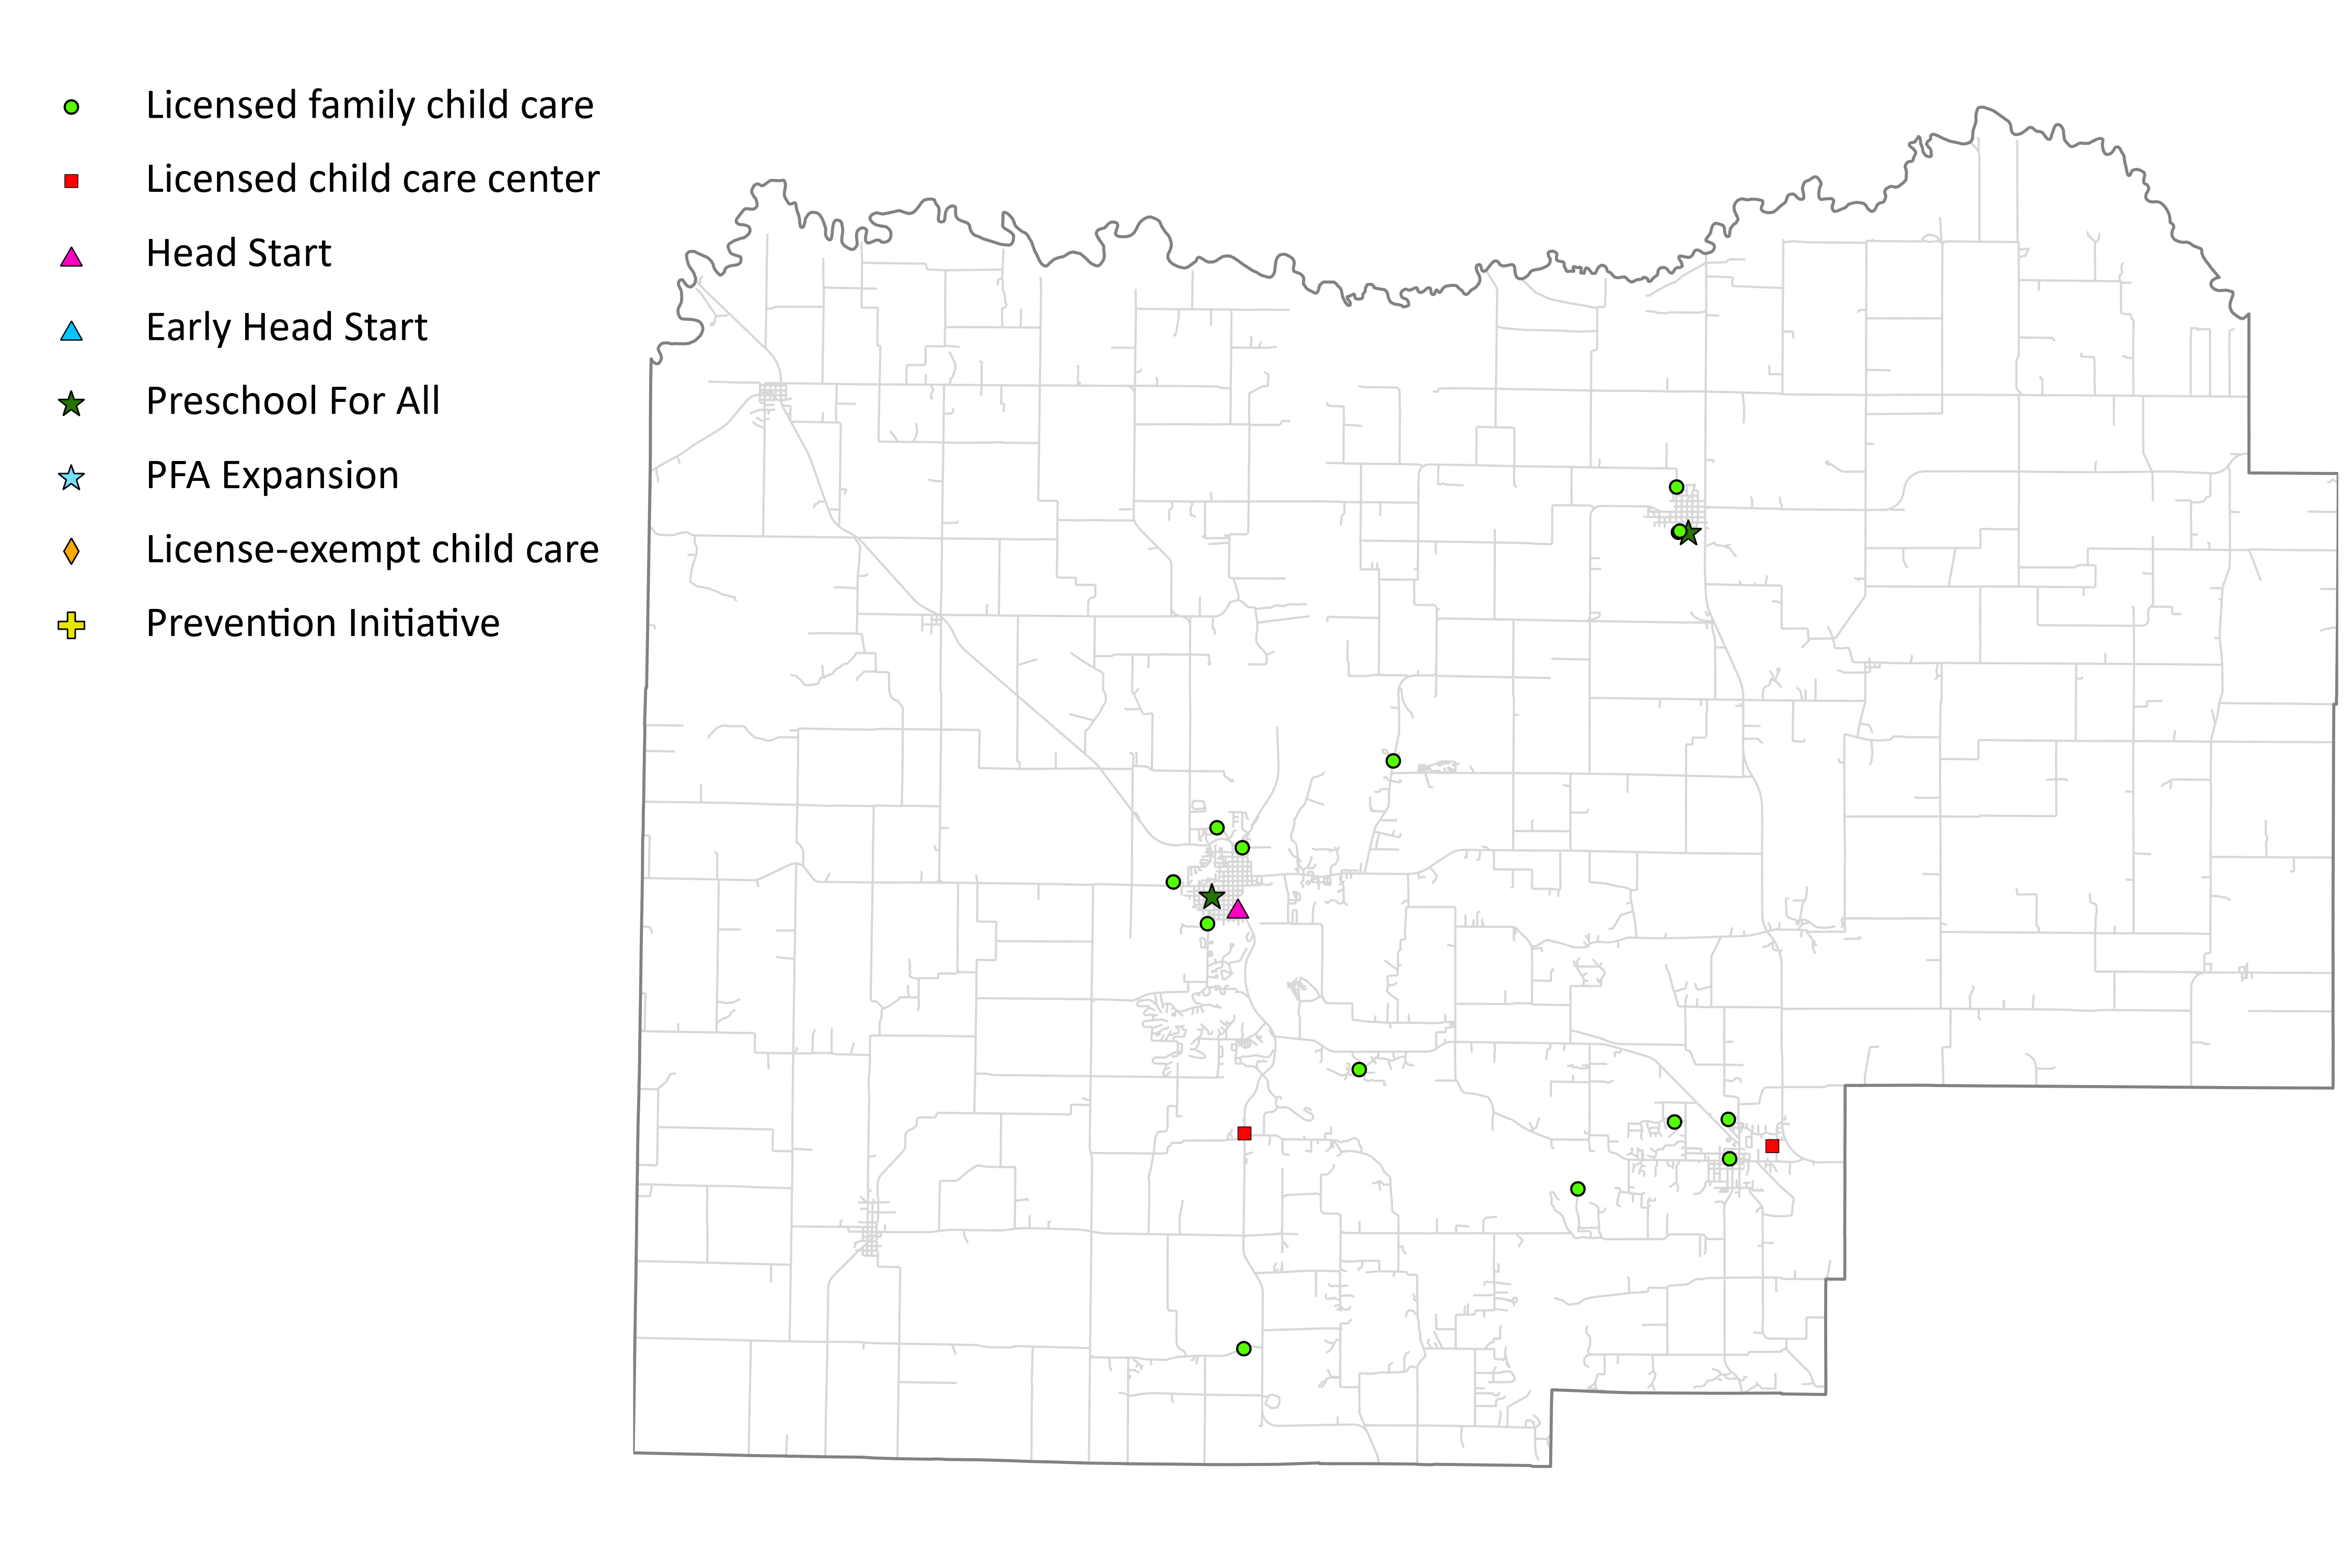 Licensed family child care
Licensed child care center
Head Start
Early Head Start
Preschool For All
PFA Expansion
License-exempt child care
Prevention Initiative